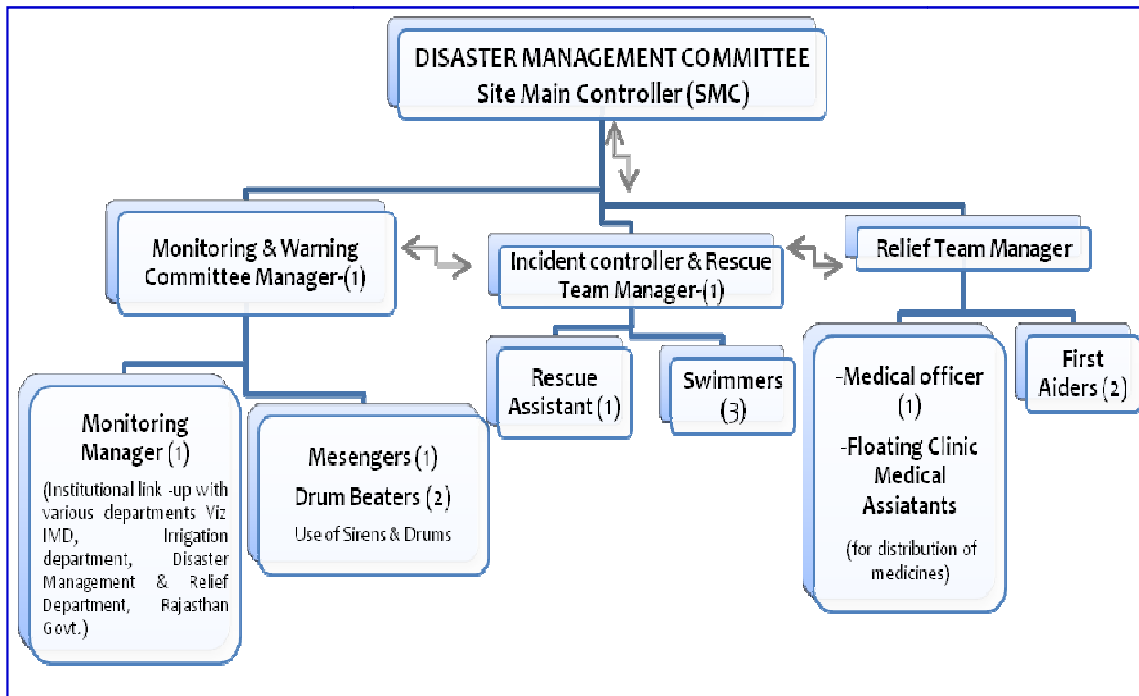 DISASTER MANAGEMENT COMMITTEE
Site Main Controller (SMC)
Monitoring & Warning
Committee Manager-(1)
Incident controller & Rescue
Team Manager-(1)
Relief Team Manager
Monitoring
Manager (1)
(Institutional link -up with
various departments Viz
IMD, Irrigation
department, Disaster
Management & Relief
Department, Rajasthan
Govt.)
Mesengers (1)
Drum Beaters (2)
Use of Sirens & Drums
Rescue
Assistant (1)
Swimmers
(3)
-Medical officer
(1)
-Floating Clinic
Medical
Assiatants
(for distribution of
medicines)
First
Aiders (2)